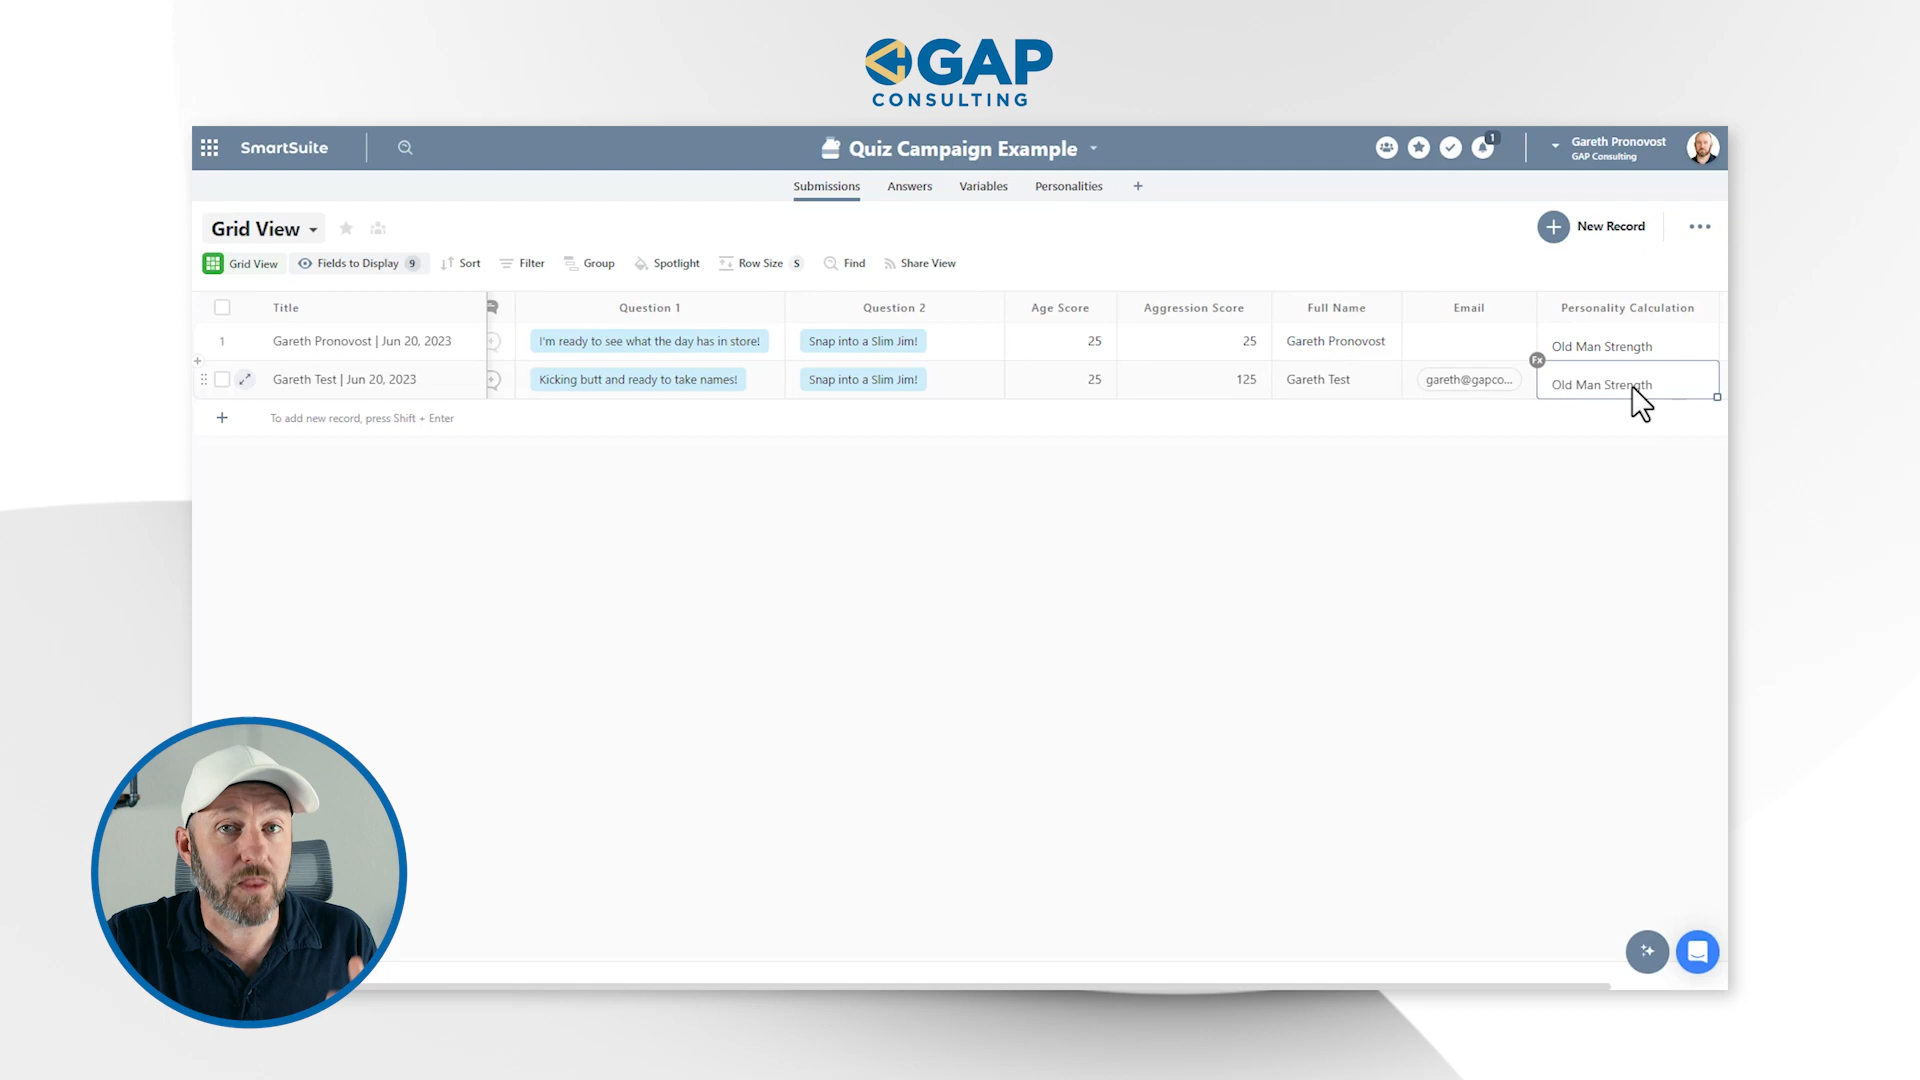 GAP
CONSULTING
SmartSuite
Quiz Campaign Example
1
Gareth Pronovost
GAP Consulting
Submissions
Answers
Variables
Personalities
+
Grid View
New Record
Grid View
Fields to Display 9
Sort
Filter
Group
Spotlight
Row Size S
Find
Share View
Title
Question 1
Question 2
Age Score
Aggression Score
Full Name
Email
Personality Calculation
1
Gareth Pronovost | Jun 20, 2023
I'm ready to see what the day has in store!
Snap into a Slim Jim!
25
25
Gareth Pronovost
Old Man Strength
Fx
Gareth Test | Jun 20, 2023
Kicking butt and ready to take names!
Snap into a Slim Jim!
25
125
Gareth Test
gareth@gapco...
Old Man Strength
To add new record, press Shift + Enter